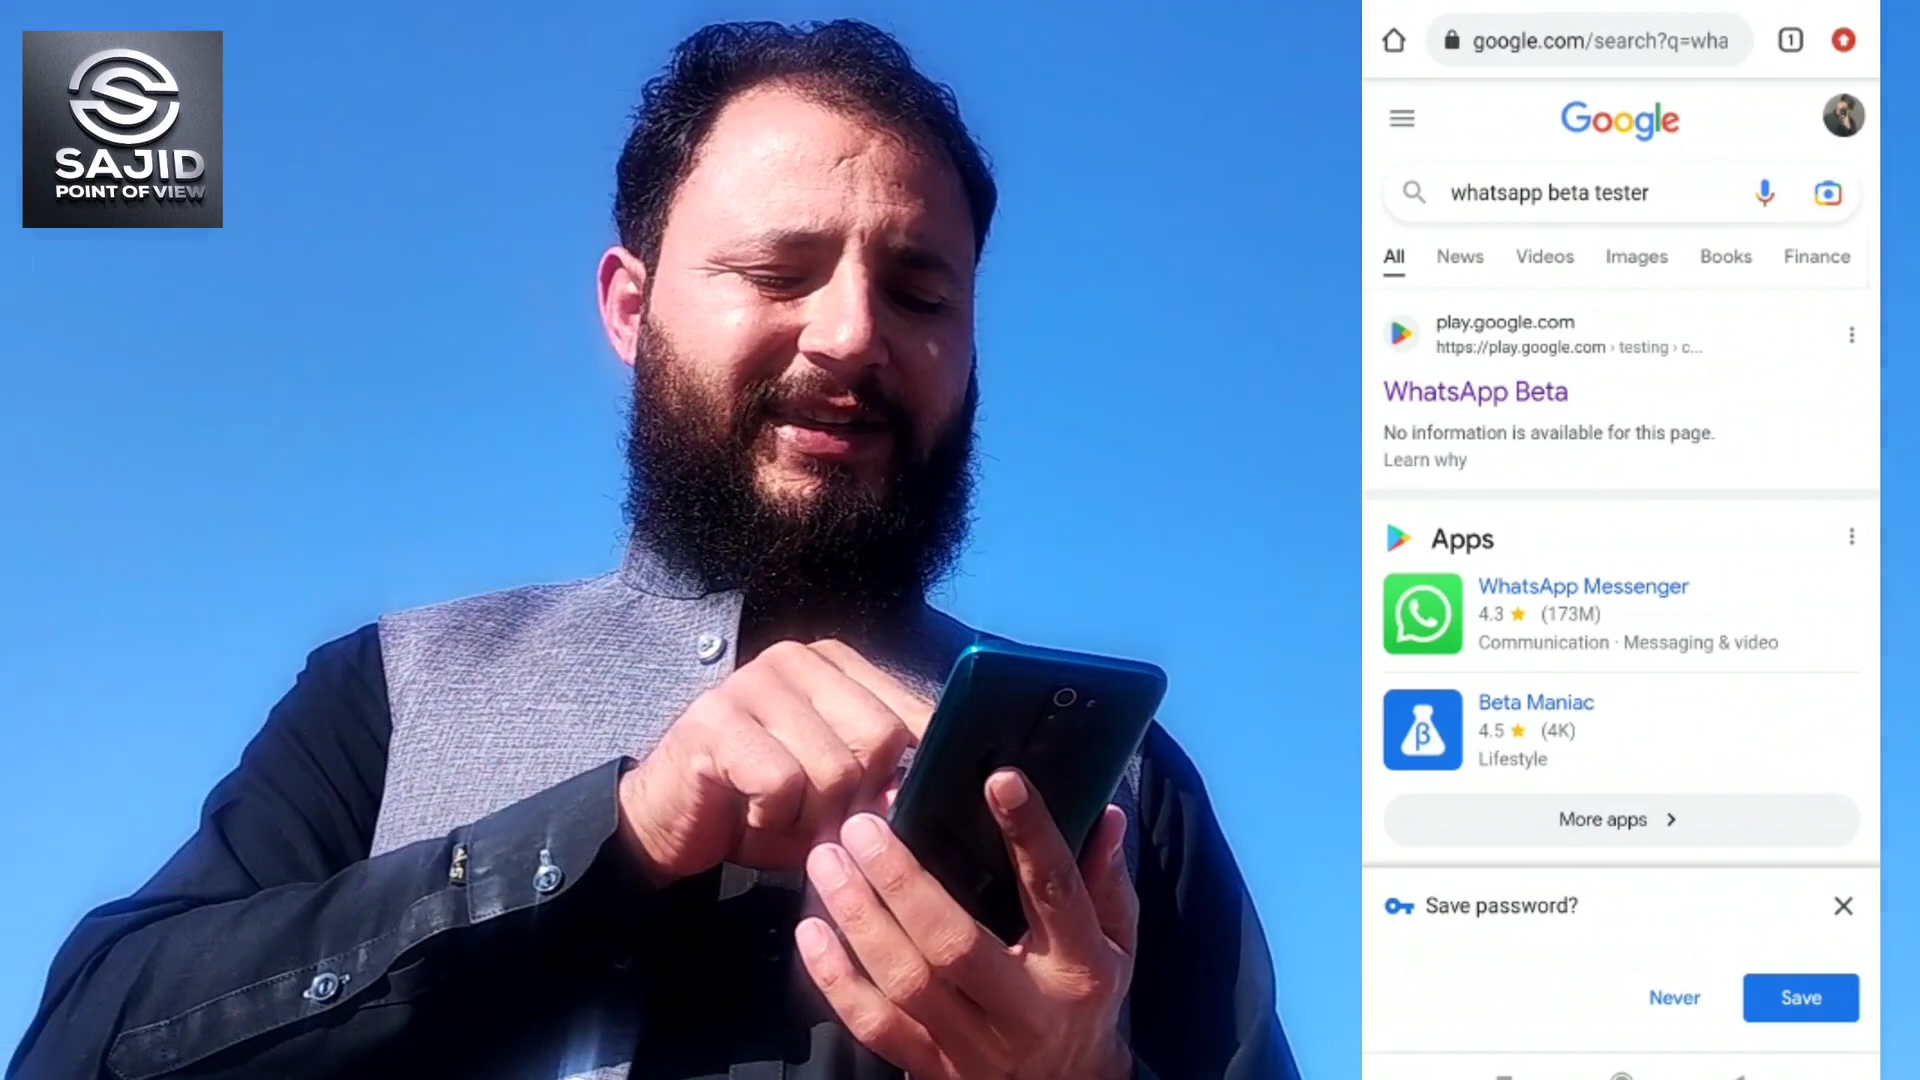 SAJID
POINT OF VIEW
google.com/search?q=wha
1
Google
whatsapp beta tester
All News Videos Images Books Finance
play.google.com
https://play.google.com › testing › c...
WhatsApp Beta
No information is available for this page.
Learn why
Apps
WhatsApp Messenger
4.3 ★ (173M)
Communication · Messaging & video
β
Beta Maniac
4.5 ★ (4K)
Lifestyle
More apps
Save password?
Never
Save